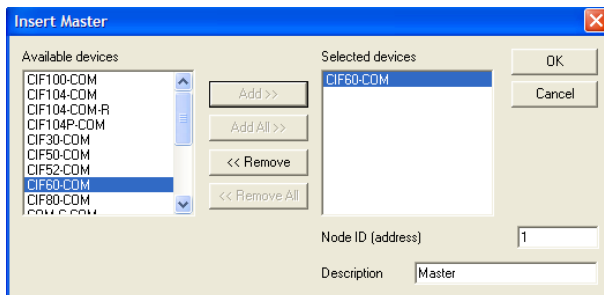 Insert Master
Available devices
CIF100-COM
CIF104-COM
CIF104-COM-R
CIF104P-COM
CIF30-COM
CIF50-COM
CIF52-COM
CIF60-COM
CIF80-COM
COM-C-COM
Add >>
Add All >>
<< Remove
<< Remove All
Selected devices
CIF60-COM
OK
Cancel
Node ID (address) 1
Description Master